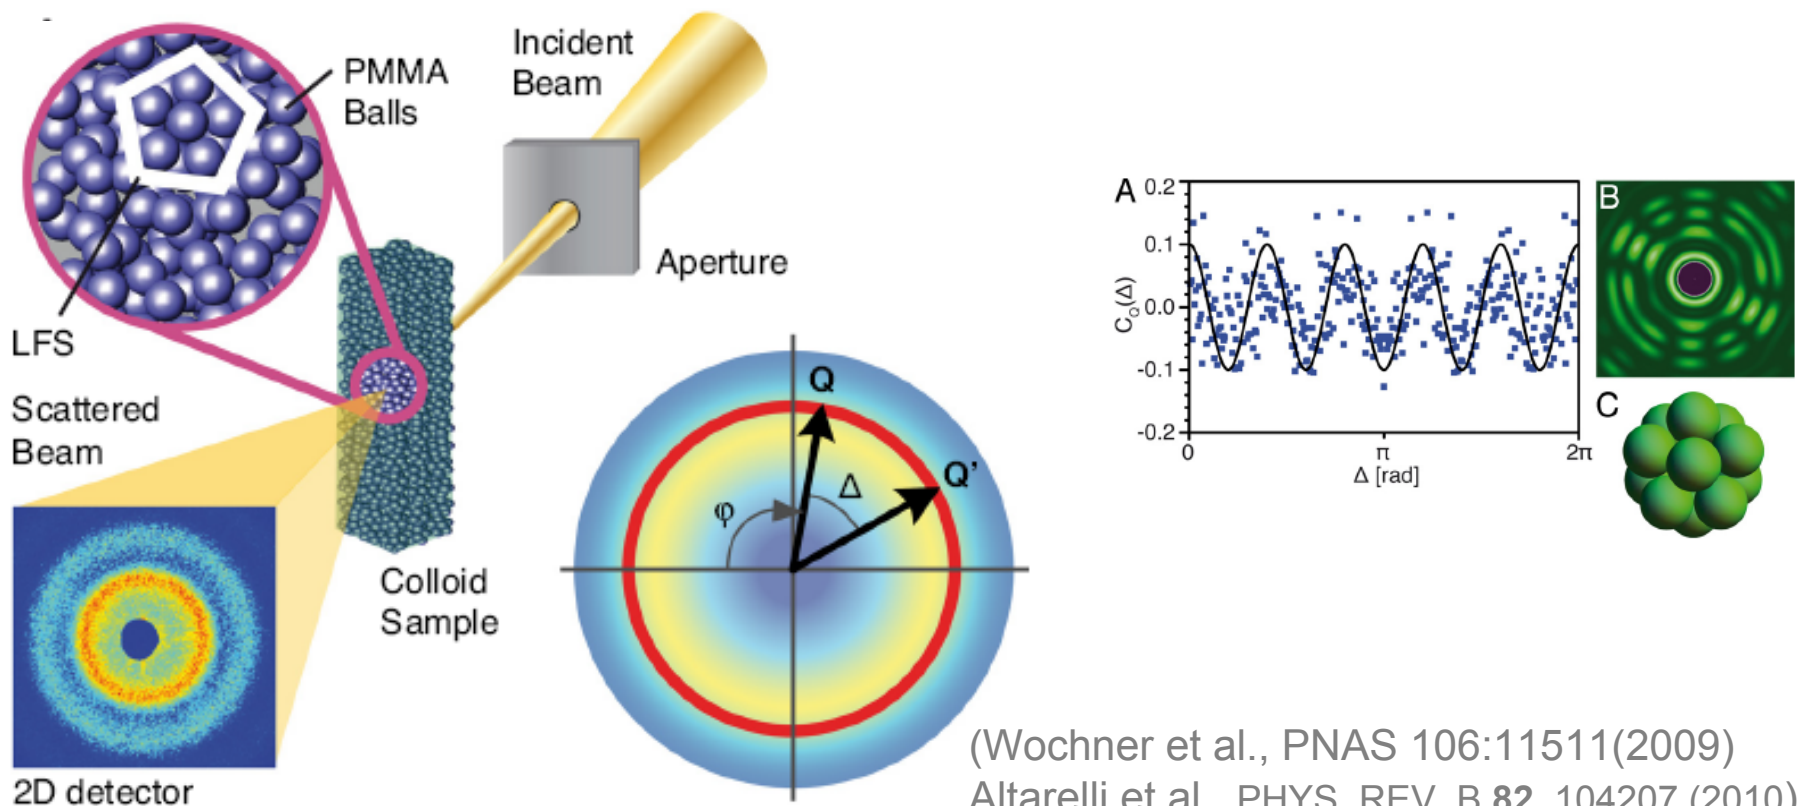 PMMA
Balls
Incident
Beam
Aperture
LFS
Scattered
Beam
Colloid
Sample
2D detector
Q
Q'
Δ
φ
A
0.2
0.1
0.0
-0.1
-0.2
C_Q(Δ)
0
π
2π
Δ [rad]
B
C
(Wochner et al., PNAS 106:11511(2009)
Altarelli et al., PHYS. REV. B 82, 104207 (2010)